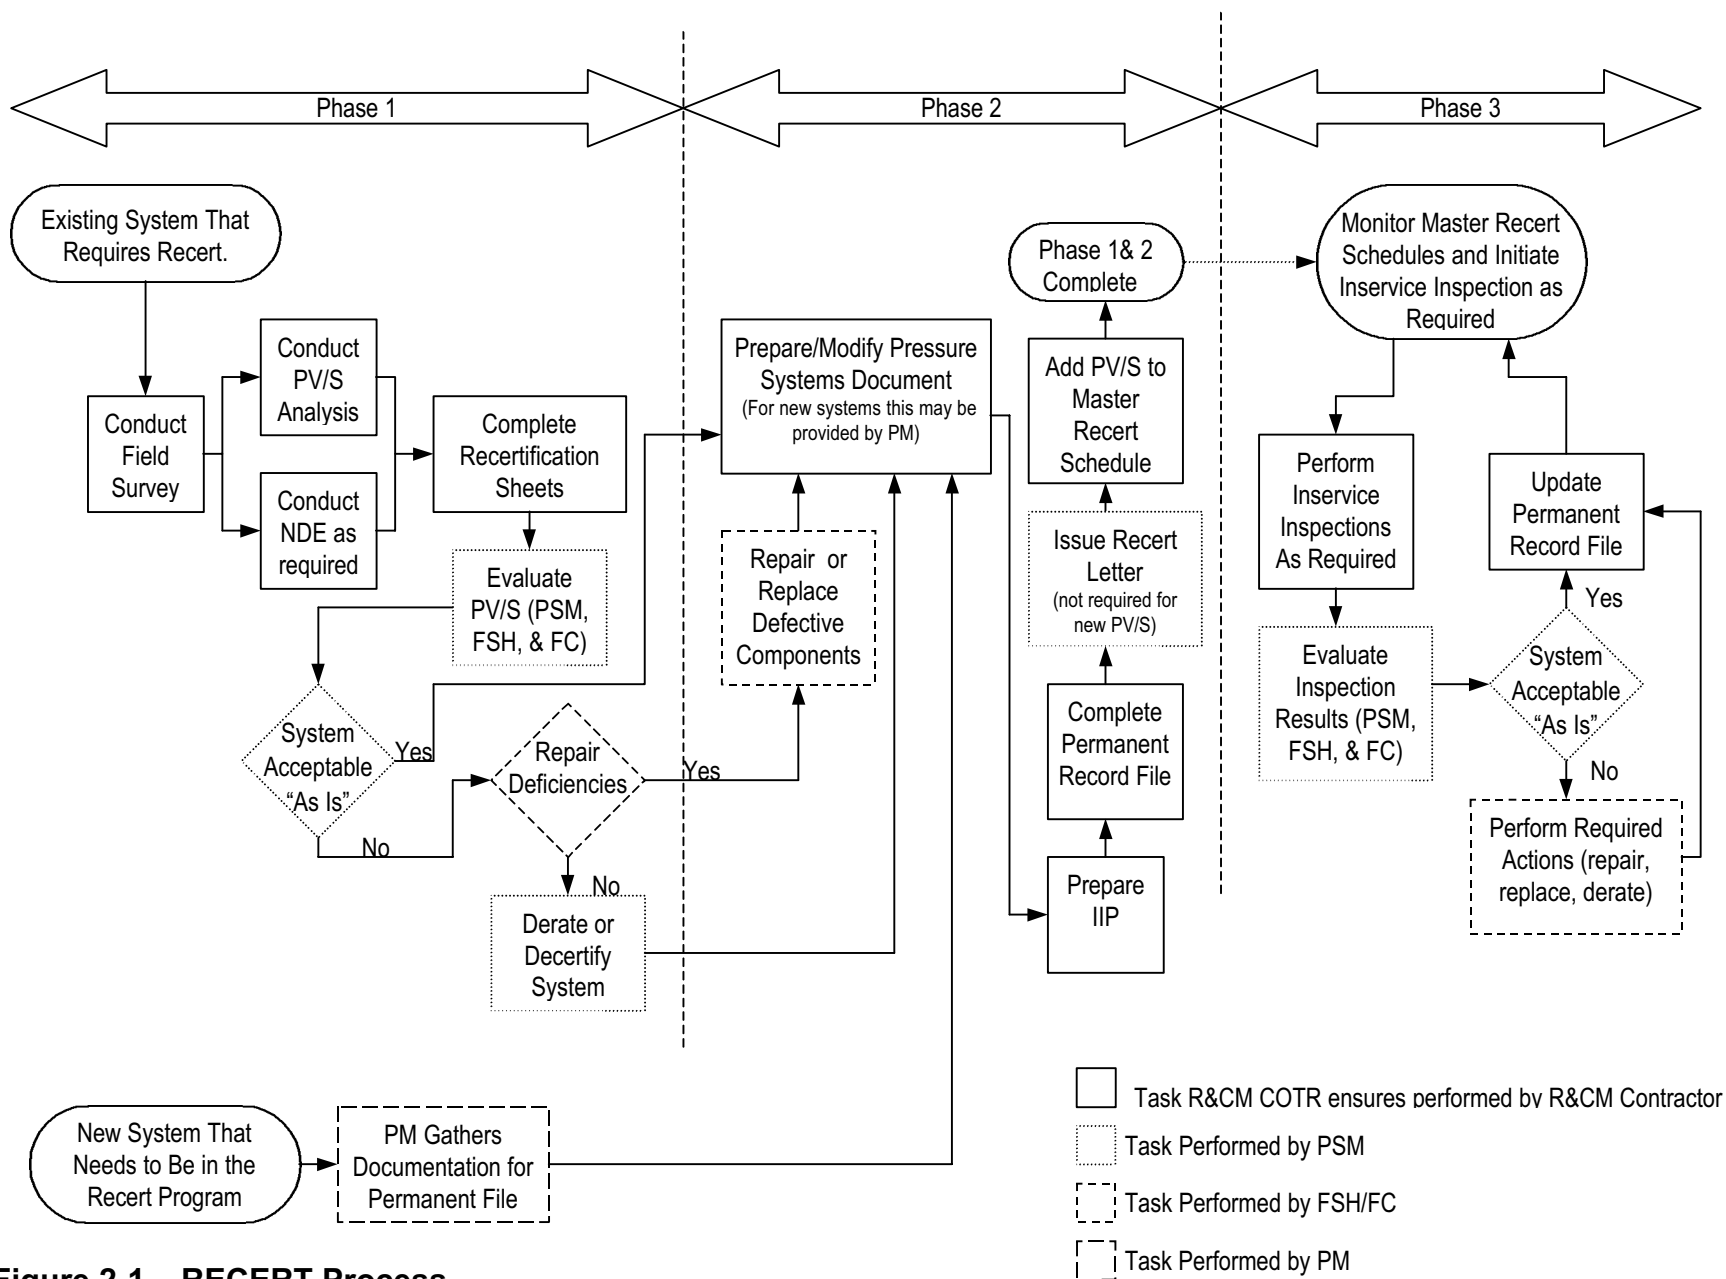 Phase 1
Phase 2
Phase 3
Existing System That
Requires Recert.
Conduct
Field
Survey
Conduct
PV/S
Analysis
Conduct
NDE as
required
Complete
Recertification
Sheets
Evaluate
PV/S (PSM,
FSH, & FC)
System
Acceptable
“As Is”
Yes
No
Repair
Deficiencies
Yes
No
Derate or
Decertify
System
New System That
Needs to Be in the
Recert Program
PM Gathers
Documentation for
Permanent File
Prepare/Modify Pressure
Systems Document
(For new systems this may be
provided by PM)
Repair or
Replace
Defective
Components
Phase 1& 2
Complete
Add PV/S to
Master
Recert
Schedule
Issue Recert
Letter
(not required for
new PV/S)
Complete
Permanent
Record File
Prepare
IIP
Monitor Master Recert
Schedules and Initiate
Inservice Inspection as
Required
Perform
Inservice
Inspections
As Required
Evaluate
Inspection
Results (PSM,
FSH, & FC)
Update
Permanent
Record File
Yes
System
Acceptable
“As Is”
No
Perform Required
Actions (repair,
replace, derate)
Task R&CM COTR ensures performed by R&CM Contractor
Task Performed by PSM
Task Performed by FSH/FC
Task Performed by PM
Figure 2-1 RECERT Process